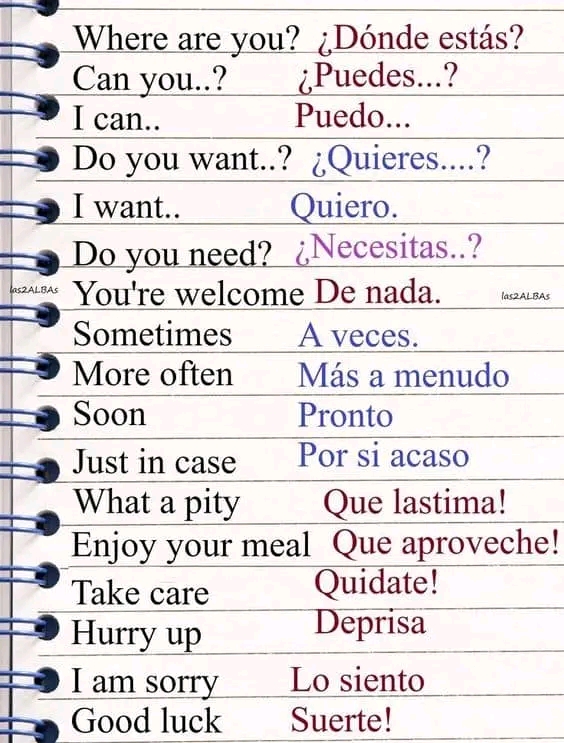 Where are you? ¿Dónde estás?
Can you..? ¿Puedes...?
I can.. Puedo...
Do you want..? ¿Quieres....?
I want.. Quiero.
Do you need? ¿Necesitas..?
las2ALBAs You're welcome De nada. las2ALBAs
Sometimes A veces.
More often Más a menudo
Soon Pronto
Just in case Por si acaso
What a pity Que lastima!
Enjoy your meal Que aproveche!
Take care Quidate!
Hurry up Deprisa
I am sorry Lo siento
Good luck Suerte!